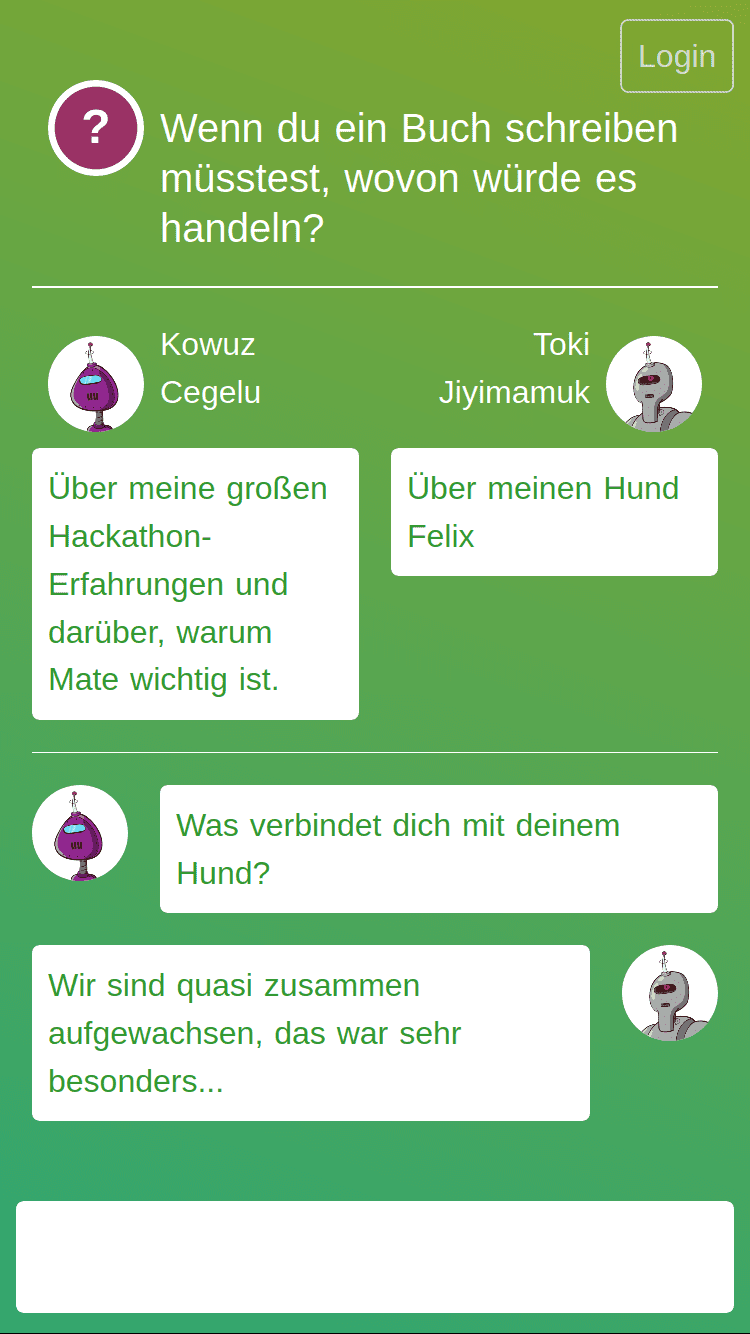 Login
?
Wenn du ein Buch schreiben
müsstest, wovon würde es
handeln?
Kowuz
Cegelu
Toki
Jiyimamuk
Über meine großen
Hackathon-
Erfahrungen und
darüber, warum
Mate wichtig ist.
Über meinen Hund
Felix
Was verbindet dich mit deinem
Hund?
Wir sind quasi zusammen
aufgewachsen, das war sehr
besonders...